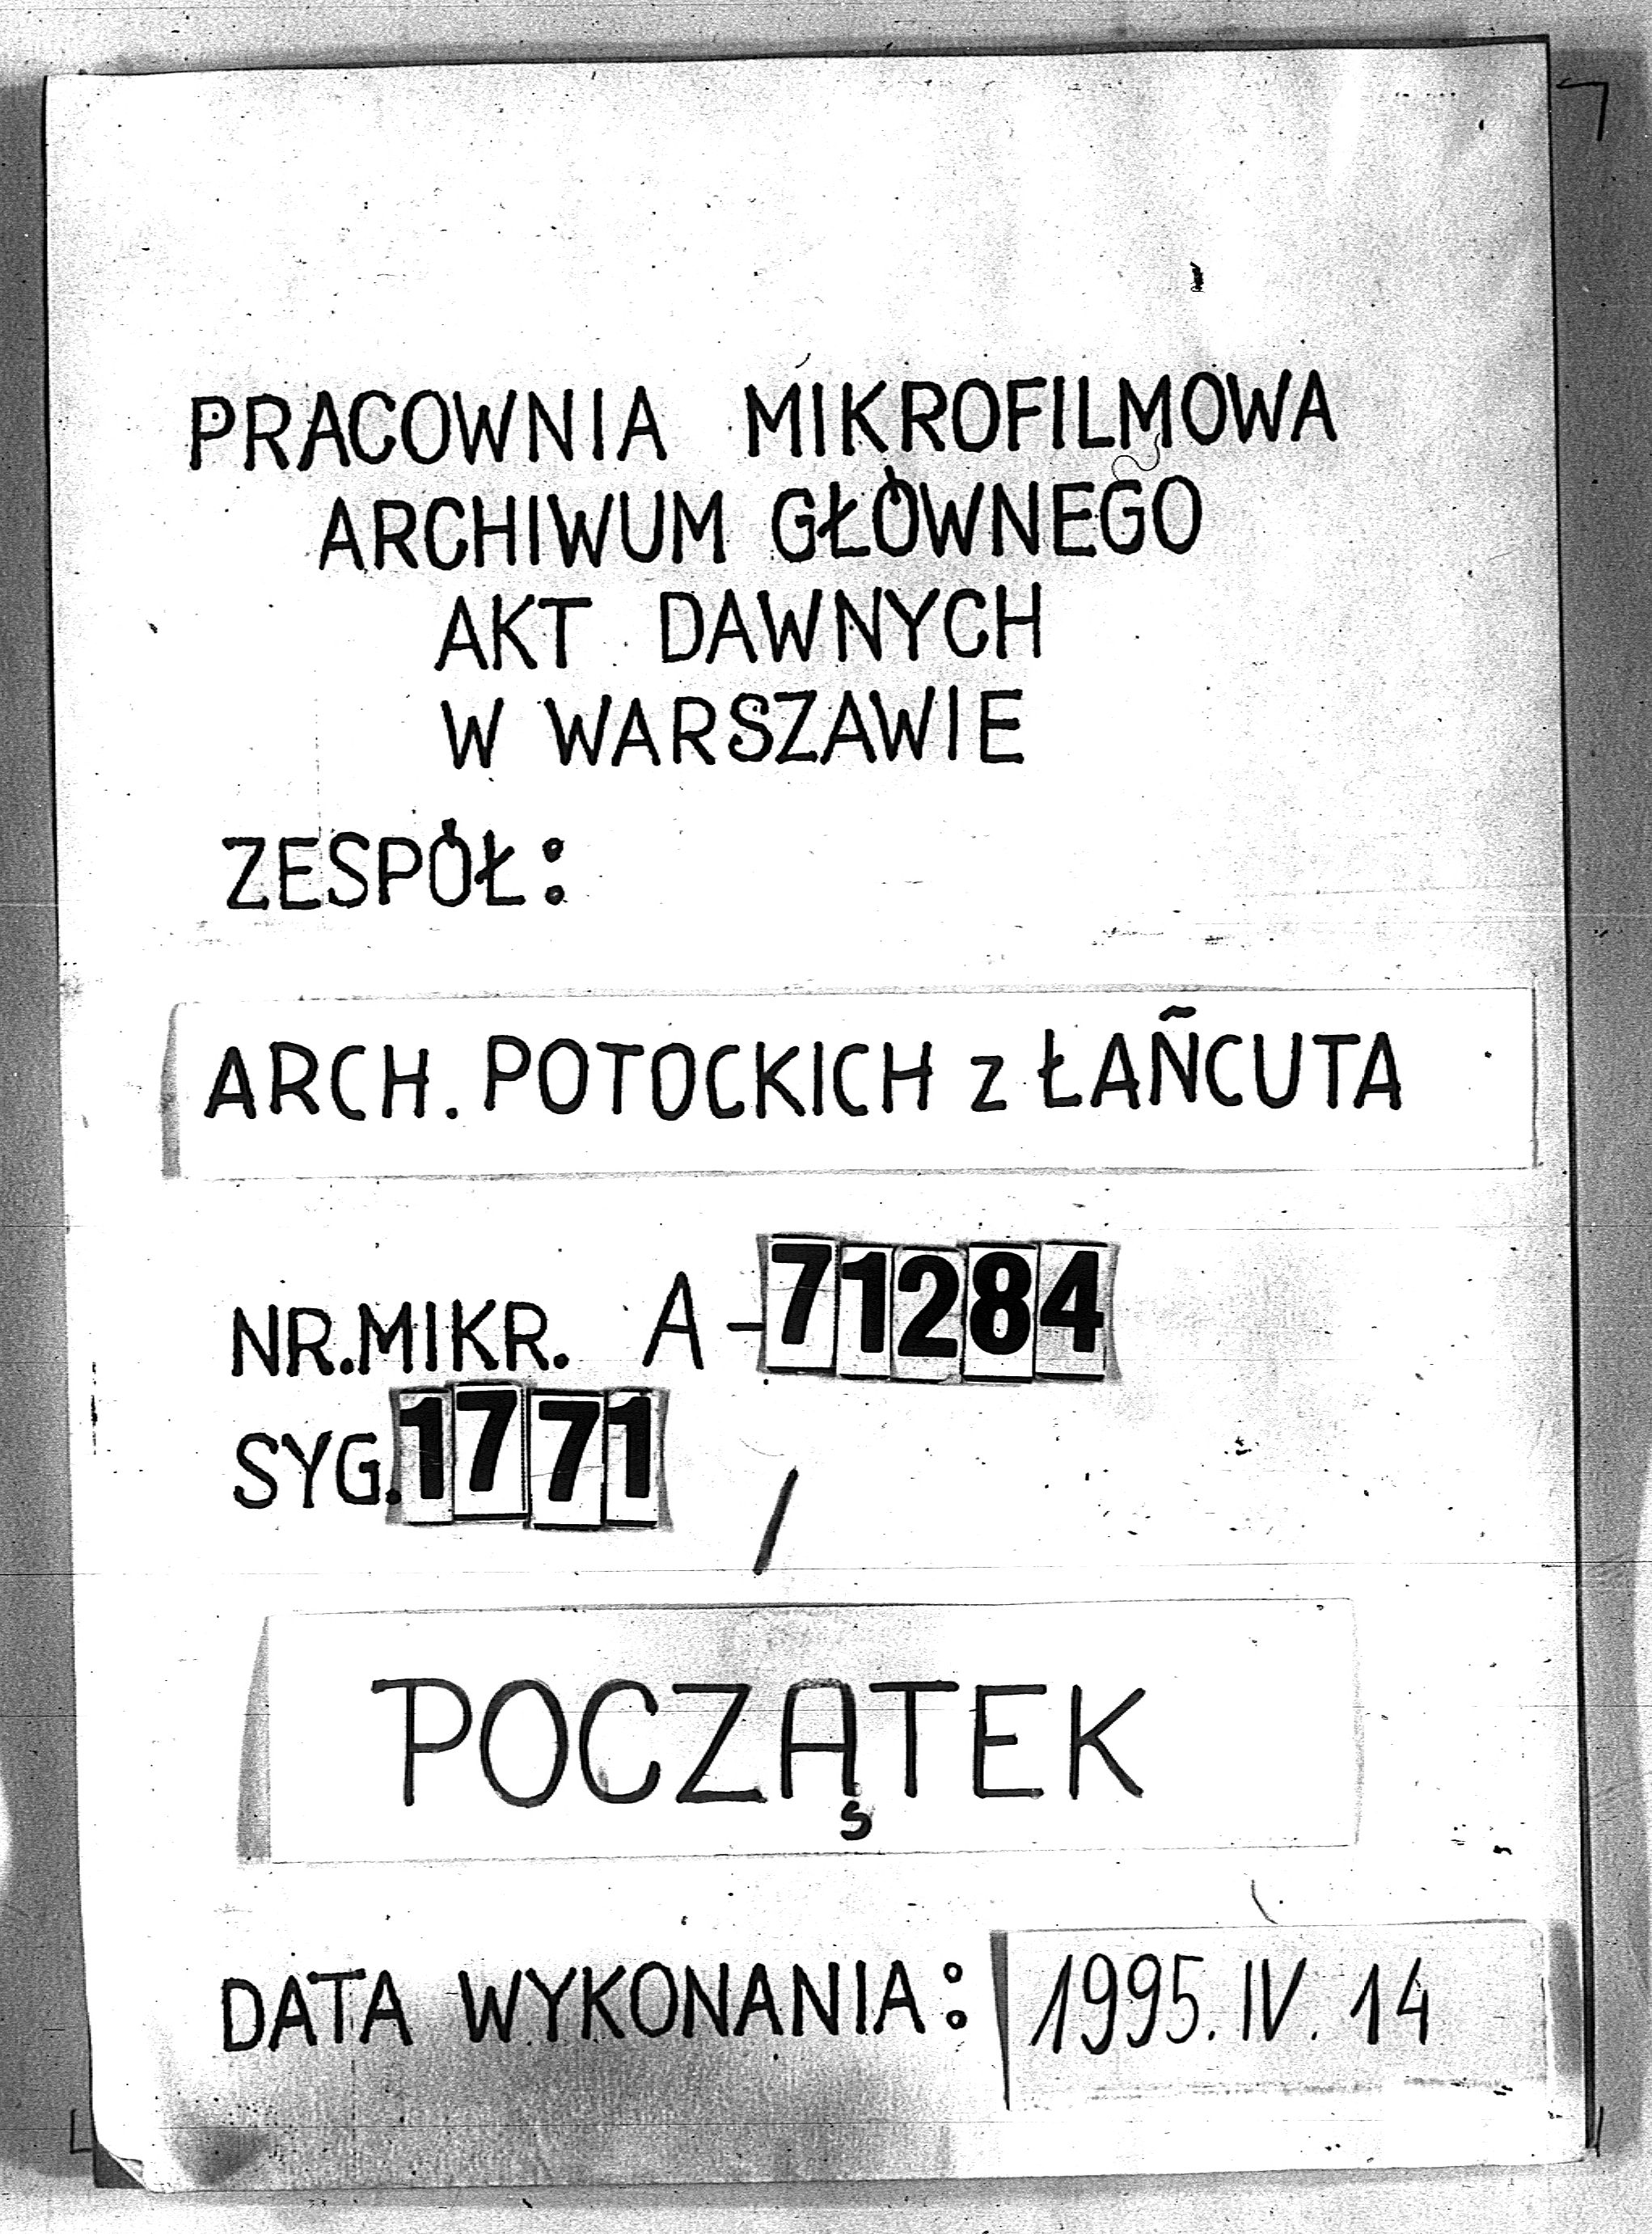 PRACOWNIA MIKROFILMOWA
ARCHIWUM GŁÓWNEGO
AKT DAWNYCH
W WARSZAWIE
ZESPÓŁ:
ARCH. POTOCKICH z ŁAŃCUTA
NR.MIKR. A-71284
SYG.1771 /
POCZĄTEK
DATA WYKONANIA: 1995.IV.14